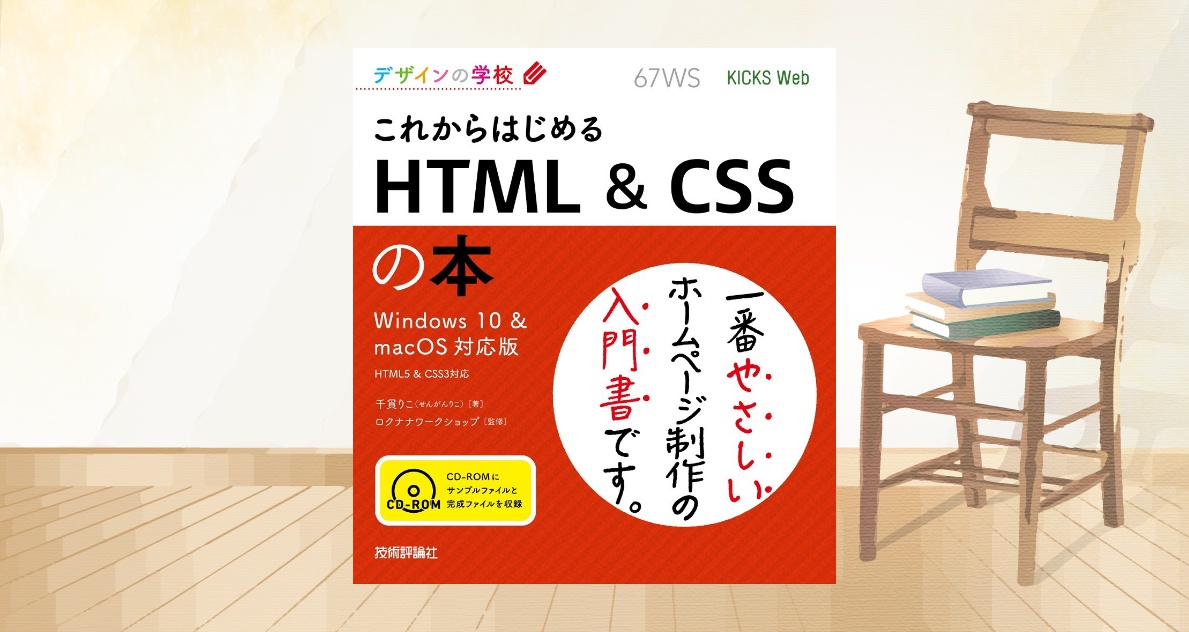 デザインの学校
67WS KICKS Web
これからはじめる
HTML & CSS
の本
Windows 10 &
macOS 対応版
HTML5 & CSS3対応
千貫りこ(せんがんりこ)[著]
ロクナナワークショップ[監修]
一番やさしい
ホームページ制作の
入門書です。
CD-ROM
CD-ROMに
サンプルファイルと
完成ファイルを収録
技術評論社